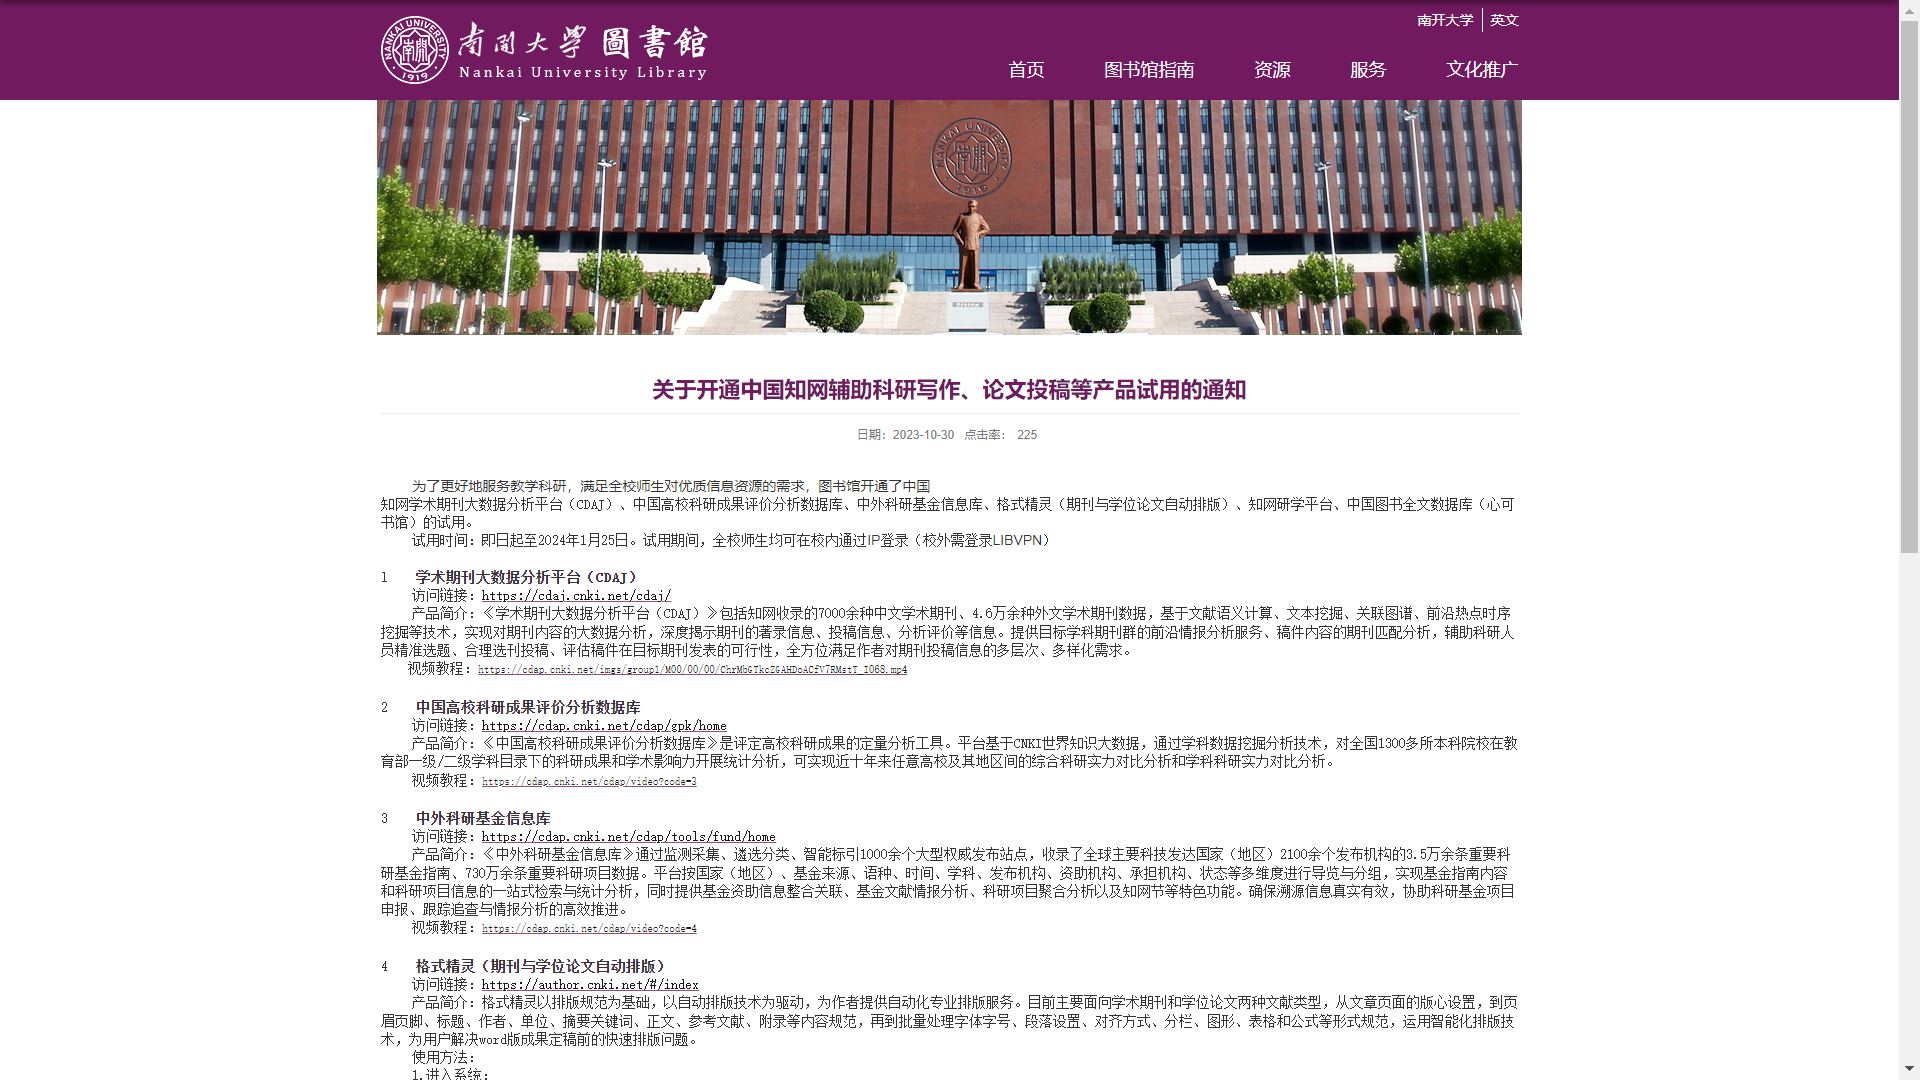 南开大学 英文
NANKAI UNIVERSITY
1919
南開大學 圖書館
Nankai University Library
首页 图书馆指南 资源 服务 文化推广
NANKAI UNIVERSITY
南開
1919
关于开通中国知网辅助科研写作、论文投稿等产品试用的通知
日期：2023-10-30 点击率： 225
为了更好地服务教学科研，满足全校师生对优质信息资源的需求，图书馆开通了中国
知网学术期刊大数据分析平台（CDAJ）、中国高校科研成果评价分析数据库、中外科研基金信息库、格式精灵（期刊与学位论文自动排版）、知网研学平台、中国图书全文数据库（心可
书馆）的试用。
试用时间：即日起至2024年1月25日。试用期间，全校师生均可在校内通过IP登录（校外需登录LIBVPN）
1 学术期刊大数据分析平台（CDAJ）
访问链接：https://cdaj.cnki.net/cdaj/
产品简介：《学术期刊大数据分析平台（CDAJ）》包括知网收录的7000余种中文学术期刊、4.6万余种外文学术期刊数据，基于文献语义计算、文本挖掘、关联图谱、前沿热点时序
挖掘等技术，实现对期刊内容的大数据分析，深度揭示期刊的著录信息、投稿信息、分析评价等信息。提供目标学科期刊群的前沿情报分析服务、稿件内容的期刊匹配分析，辅助科研人
员精准选题、合理选刊投稿、评估稿件在目标期刊发表的可行性，全方位满足作者对期刊投稿信息的多层次、多样化需求。
视频教程：https://cdap.cnki.net/imgs/group1/M00/00/00/ChrMbGTkcZGAHDoACfV7RMstT_I068.mp4
2 中国高校科研成果评价分析数据库
访问链接：https://cdap.cnki.net/cdap/gpk/home
产品简介：《中国高校科研成果评价分析数据库》是评定高校科研成果的定量分析工具。平台基于CNKI世界知识大数据，通过学科数据挖掘分析技术，对全国1300多所本科院校在教
育部一级/二级学科目录下的科研成果和学术影响力开展统计分析，可实现近十年来任意高校及其地区间的综合科研实力对比分析和学科科研实力对比分析。
视频教程：https://cdap.cnki.net/cdap/video?code=3
3 中外科研基金信息库
访问链接：https://cdap.cnki.net/cdap/tools/fund/home
产品简介：《中外科研基金信息库》通过监测采集、遴选分类、智能标引1000余个大型权威发布站点，收录了全球主要科技发达国家（地区）2100余个发布机构的3.5万余条重要科
研基金指南、730万余条重要科研项目数据。平台按国家（地区）、基金来源、语种、时间、学科、发布机构、资助机构、承担机构、状态等多维度进行导览与分组，实现基金指南内容
和科研项目信息的一站式检索与统计分析，同时提供基金资助信息整合关联、基金文献情报分析、科研项目聚合分析以及知网节等特色功能。确保溯源信息真实有效，协助科研基金项目
申报、跟踪追查与情报分析的高效推进。
视频教程：https://cdap.cnki.net/cdap/video?code=4
4 格式精灵（期刊与学位论文自动排版）
访问链接：https://author.cnki.net/#/index
产品简介：格式精灵以排版规范为基础，以自动排版技术为驱动，为作者提供自动化专业排版服务。目前主要面向学术期刊和学位论文两种文献类型，从文章页面的版心设置，到页
眉页脚、标题、作者、单位、摘要关键词、正文、参考文献、附录等内容规范，再到批量处理字体字号、段落设置、对齐方式、分栏、图形、表格和公式等形式规范，运用智能化排版技
术，为用户解决word版成果定稿前的快速排版问题。
使用方法：
1.进入系统：